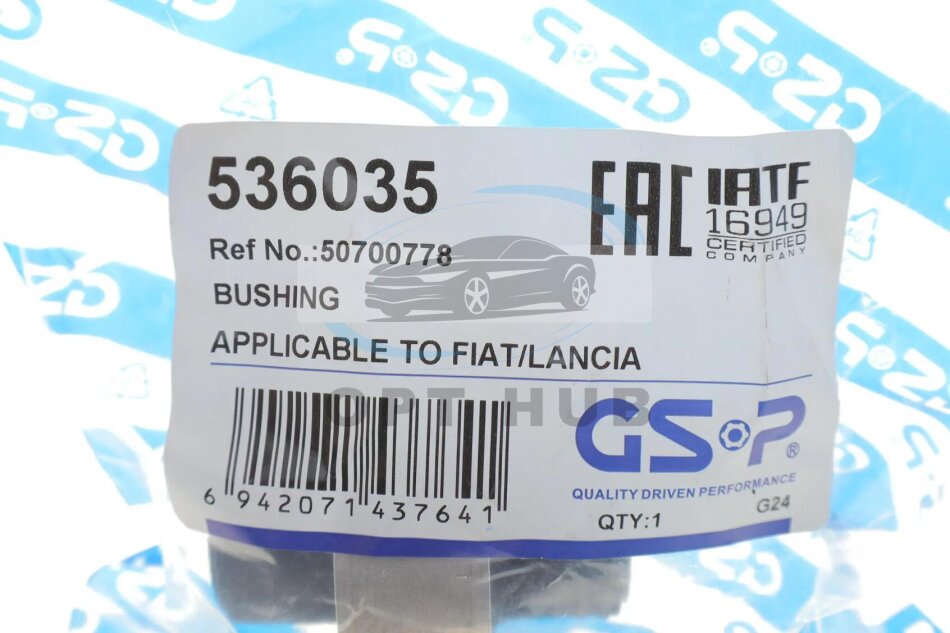 536035
EAC
IATF
16949
CERTIFIED
COMPANY
Ref No.:50700778
BUSHING
APPLICABLE TO FIAT/LANCIA
OPT HUB
GSP®
QUALITY DRIVEN PERFORMANCE
6 942071 437641
QTY:1
G24